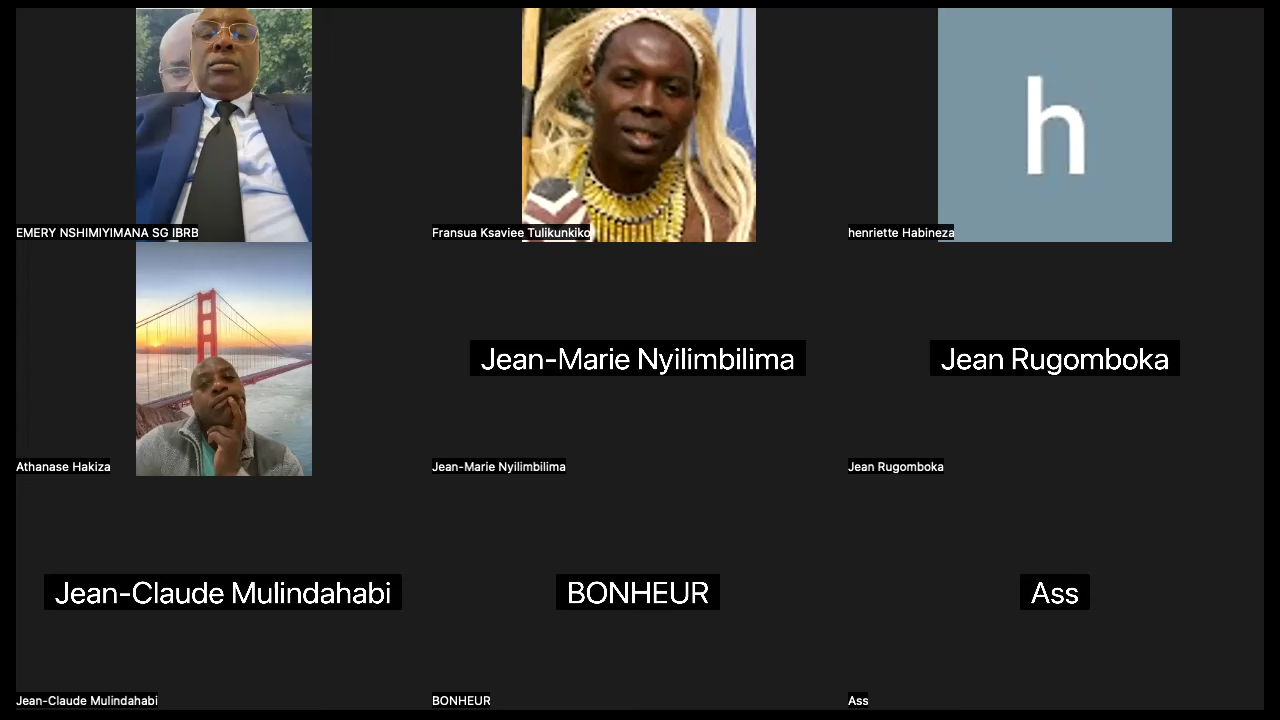 EMERY NSHIMIYIMANA SG IBRB
Fransua Ksaviee Tulikunkiko
h
henriette Habineza
Athanase Hakiza
Jean-Marie Nyilimbilima
Jean-Marie Nyilimbilima
Jean Rugomboka
Jean Rugomboka
Jean-Claude Mulindahabi
Jean-Claude Mulindahabi
BONHEUR
BONHEUR
Ass
Ass